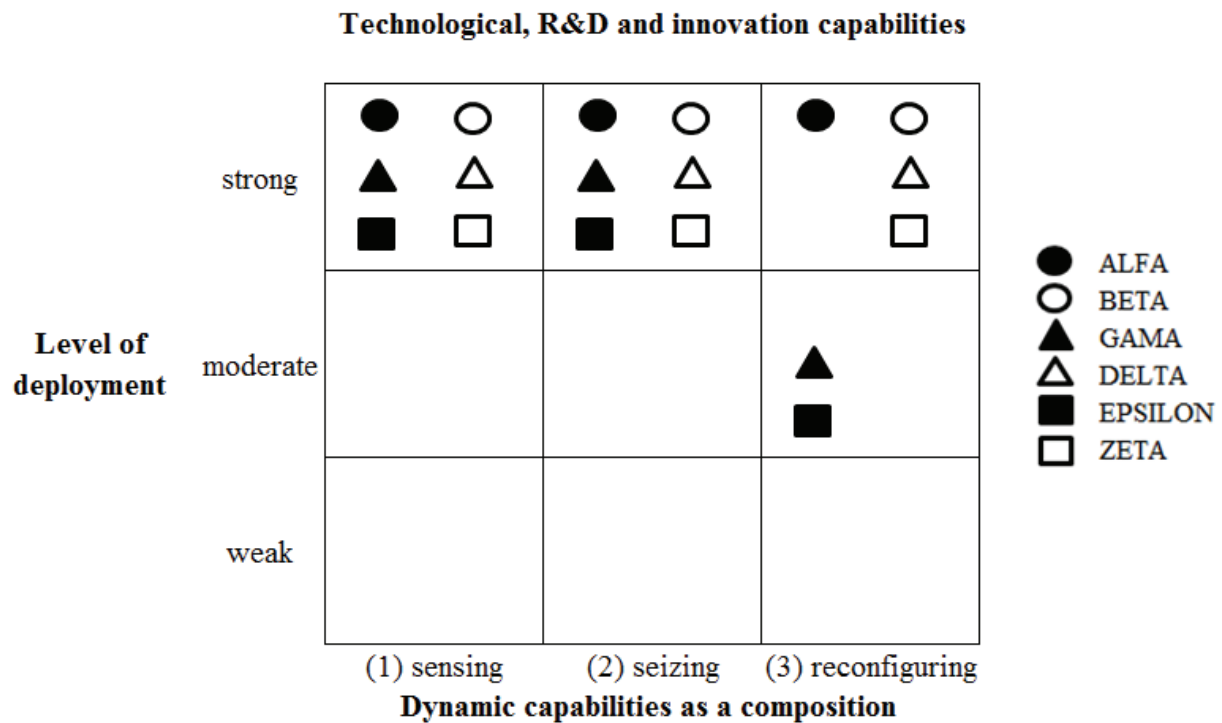 Technological, R&D and innovation capabilities
strong
Level of
deployment
moderate
weak
(1) sensing
(2) seizing
(3) reconfiguring
Dynamic capabilities as a composition
ALFA
BETA
GAMA
DELTA
EPSILON
ZETA